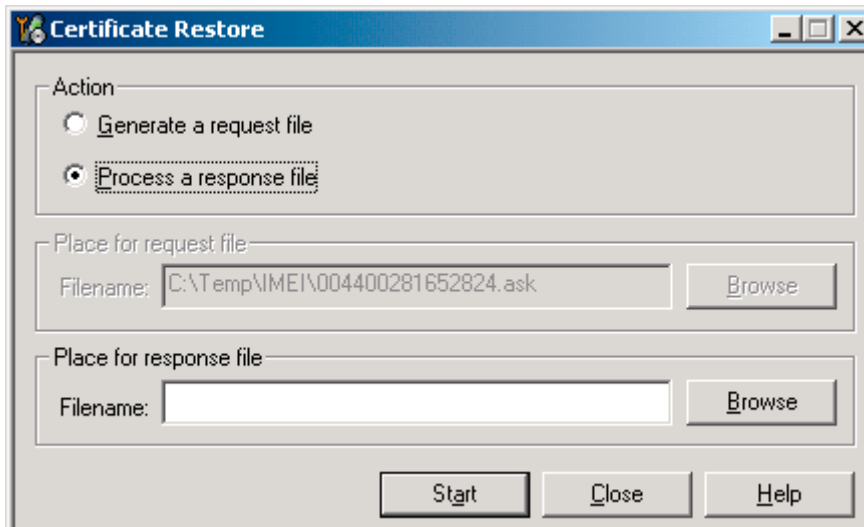 Certificate Restore
Action
Generate a request file
Process a response file
Place for request file
Filename: C:\Temp\IMEI\004400281652824.ask Browse
Place for response file
Filename: Browse
Start Close Help